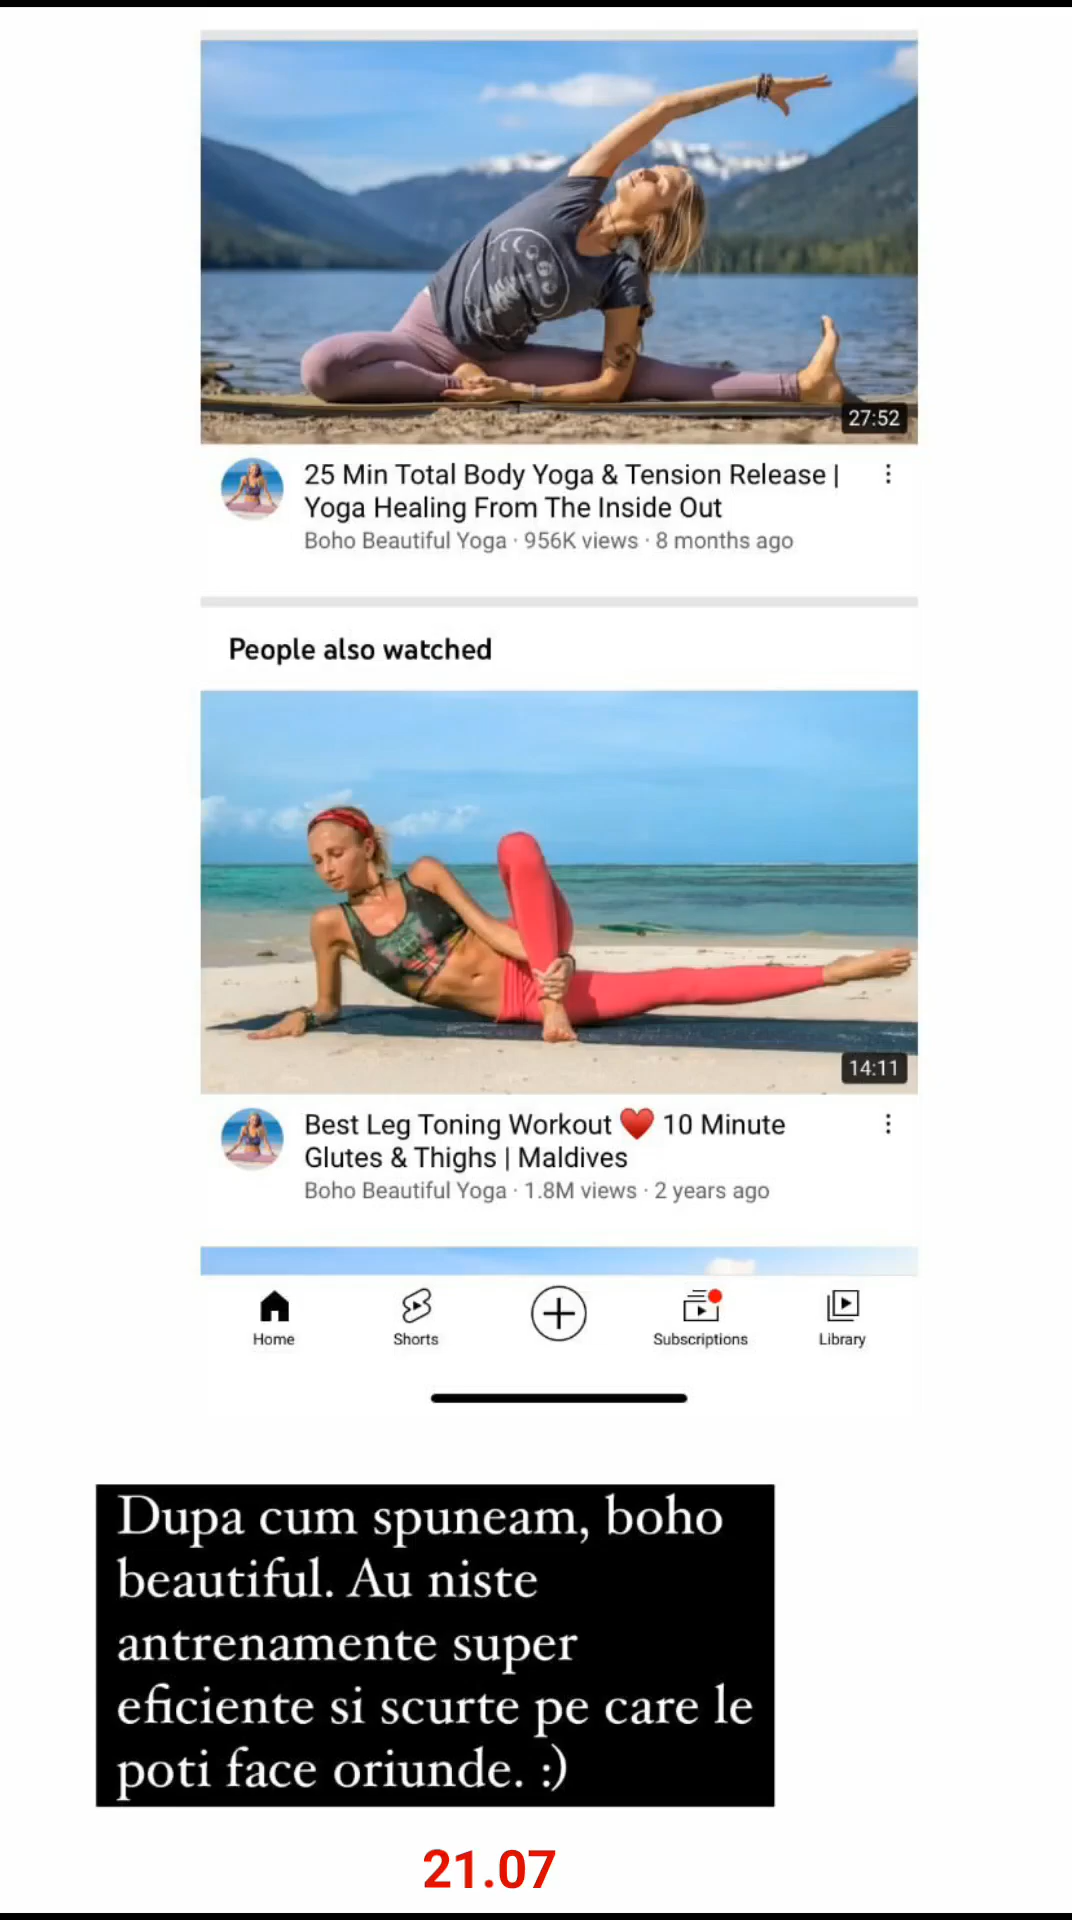 27:52
25 Min Total Body Yoga & Tension Release |
Yoga Healing From The Inside Out
Boho Beautiful Yoga · 956K views · 8 months ago
People also watched
14:11
Best Leg Toning Workout ❤️ 10 Minute
Glutes & Thighs | Maldives
Boho Beautiful Yoga · 1.8M views · 2 years ago
Home Shorts Subscriptions Library
Dupa cum spuneam, boho
beautiful. Au niste
antrenamente super
eficiente si scurte pe care le
poti face oriunde. :)
21.07